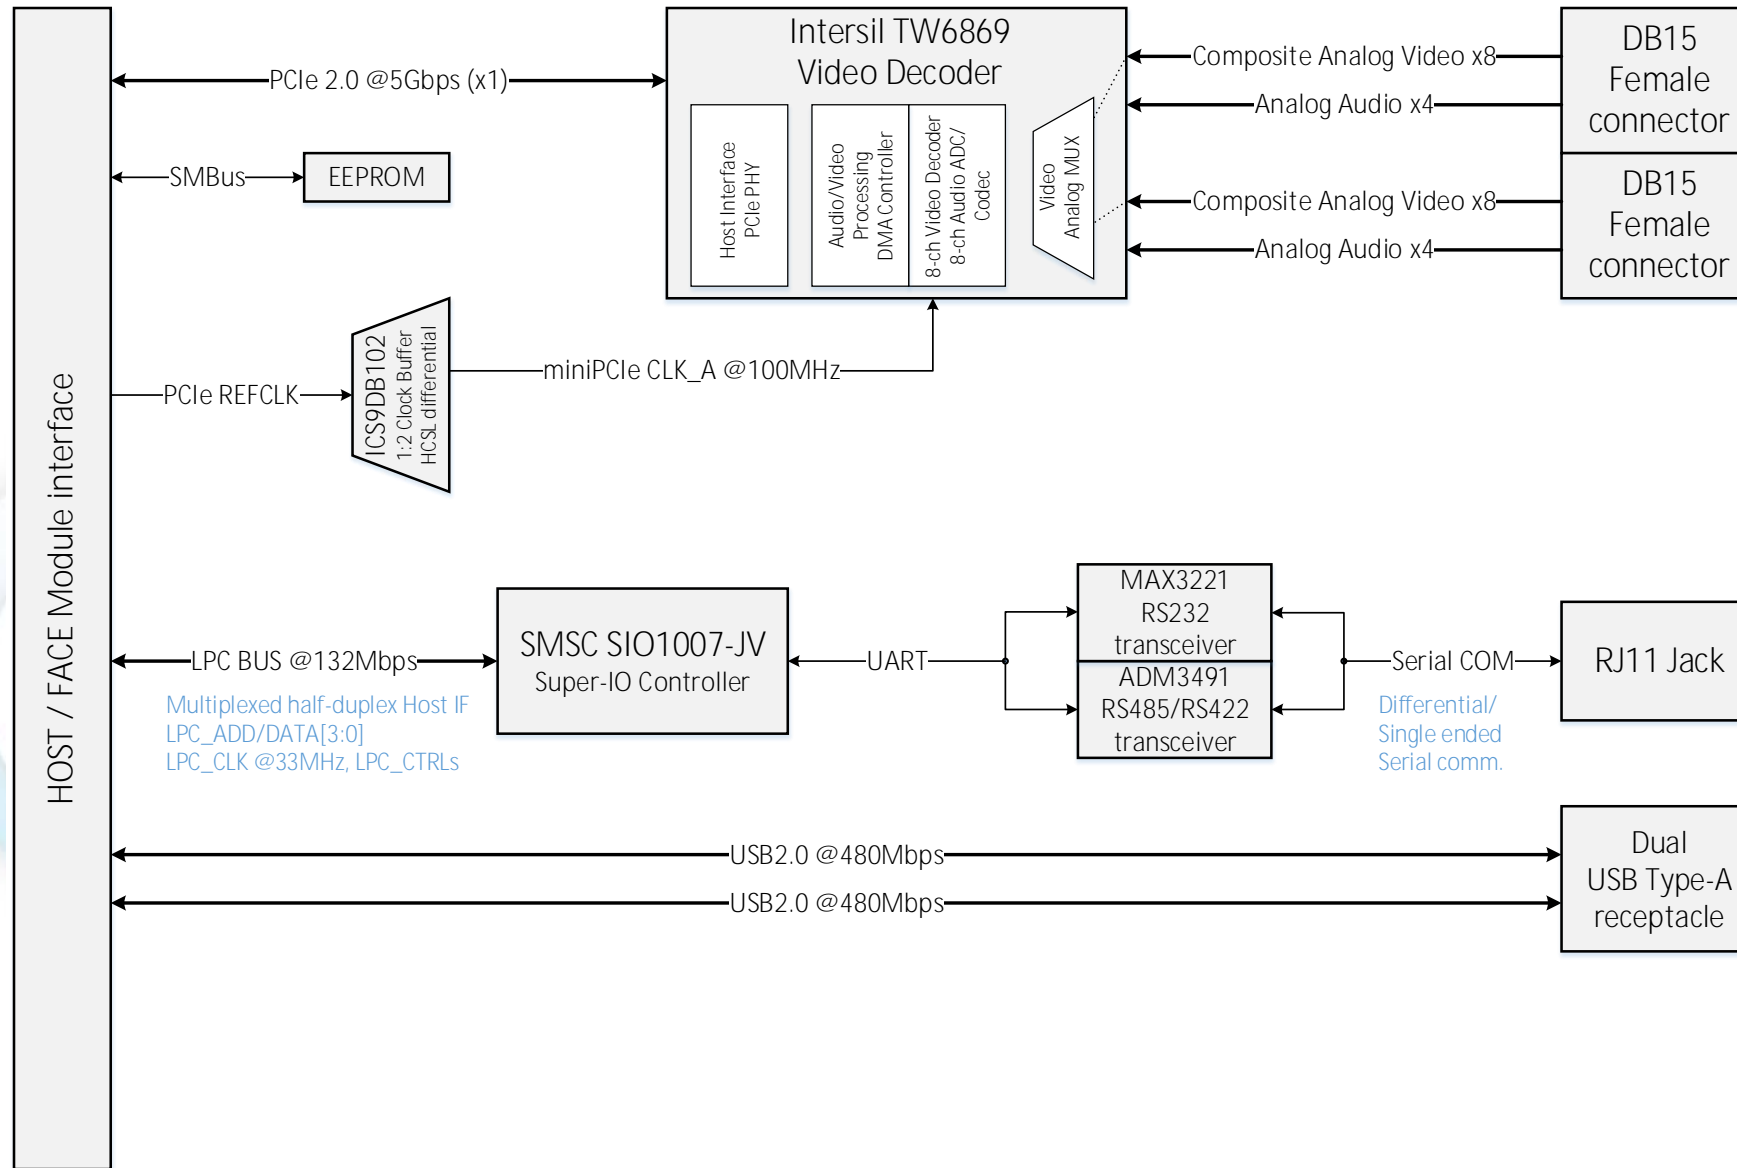 HOST / FACE Module interface
PCIe 2.0 @5Gbps (x1)
Intersil TW6869
Video Decoder
Host Interface
PCIe PHY
Audio/Video
Processing
DMA Controller
8-ch Video Decoder
8-ch Audio ADC/
Codec
Video
Analog MUX
Composite Analog Video x8
Analog Audio x4
DB15
Female
connector
Composite Analog Video x8
Analog Audio x4
DB15
Female
connector
SMBus
EEPROM
PCIe REFCLK
ICS9DB102
1:2 Clock Buffer
HCSL differential
miniPCIe CLK_A @100MHz
LPC BUS @132Mbps
Multiplexed half-duplex Host IF
LPC_ADD/DATA[3:0]
LPC_CLK @33MHz, LPC_CTRLs
SMSC SIO1007-JV
Super-IO Controller
UART
MAX3221
RS232
transceiver
ADM3491
RS485/RS422
transceiver
Serial COM
Differential/
Single ended
Serial comm.
RJ11 Jack
USB2.0 @480Mbps
USB2.0 @480Mbps
Dual
USB Type-A
receptacle